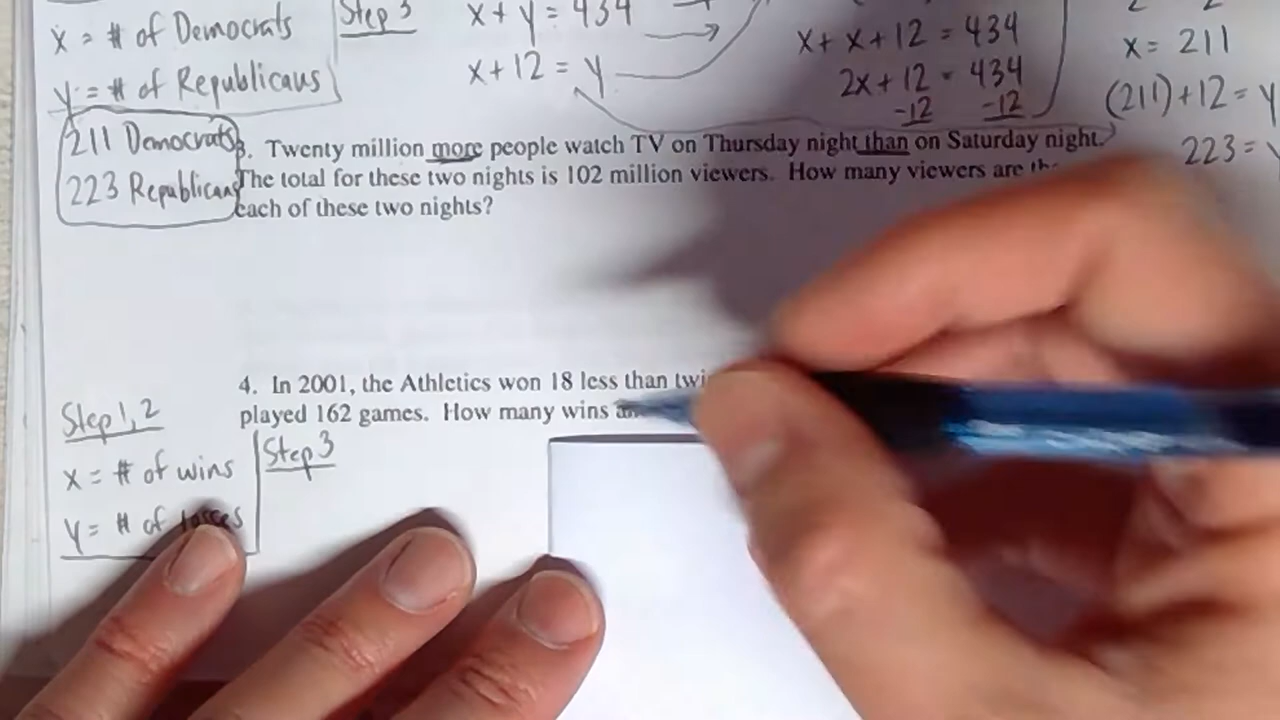 x = # of Democrats
y = # of Republicans
Step 3
x + y = 434
x + 12 = y
x + x + 12 = 434
2x + 12 = 434
-12 -12
2 2
x = 211
(211) + 12 = y
223 = y
211 Democrats
223 Republicans
3. Twenty million more people watch TV on Thursday night than on Saturday night.
The total for these two nights is 102 million viewers. How many viewers are
each of these two nights?
4. In 2001, the Athletics won 18 less than
played 162 games. How many wins
Step 1,2
x = # of wins
y = # of losses
Step 3